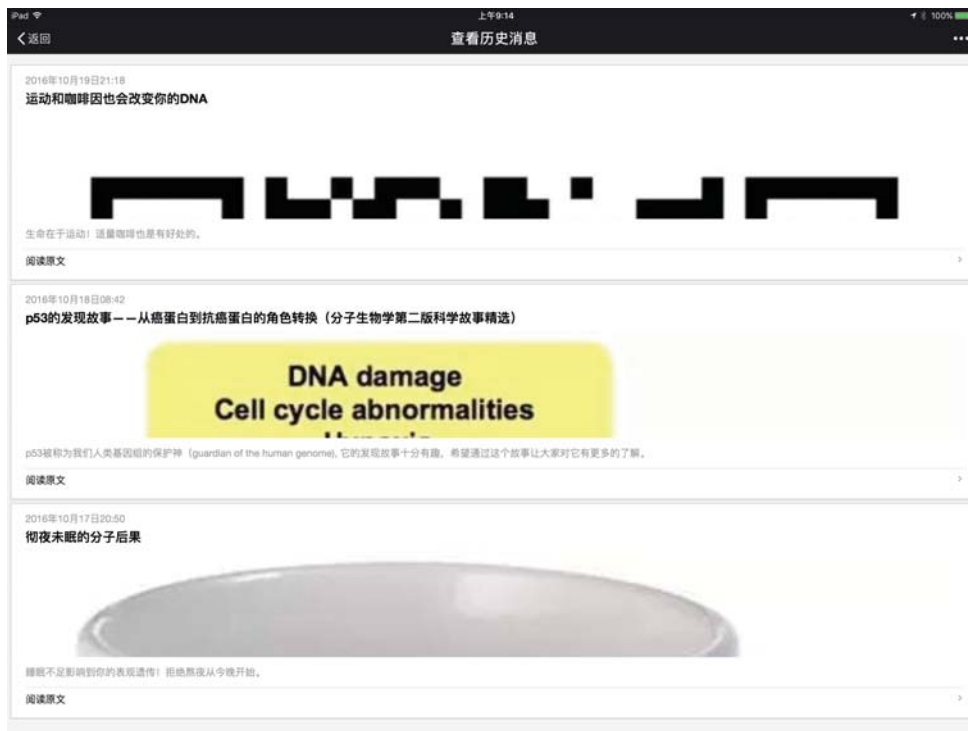 iPad 上午9:14 100%
返回 查看历史消息
2016年10月19日21:18
运动和咖啡因也会改变你的DNA
生命在于运动！适量咖啡也是有好处的。
阅读原文
2016年10月18日08:42
p53的发现故事——从癌蛋白到抗癌蛋白的角色转换（分子生物学第二版科学故事精选）
DNA damage
Cell cycle abnormalities
p53被称为我们人类基因组的保护神（guardian of the human genome), 它的发现故事十分有趣。希望通过这个故事让大家对它有更多的了解。
阅读原文
2016年10月17日20:50
彻夜未眠的分子后果
睡眠不足影响到你的表观遗传！拒绝熬夜从今晚开始。
阅读原文